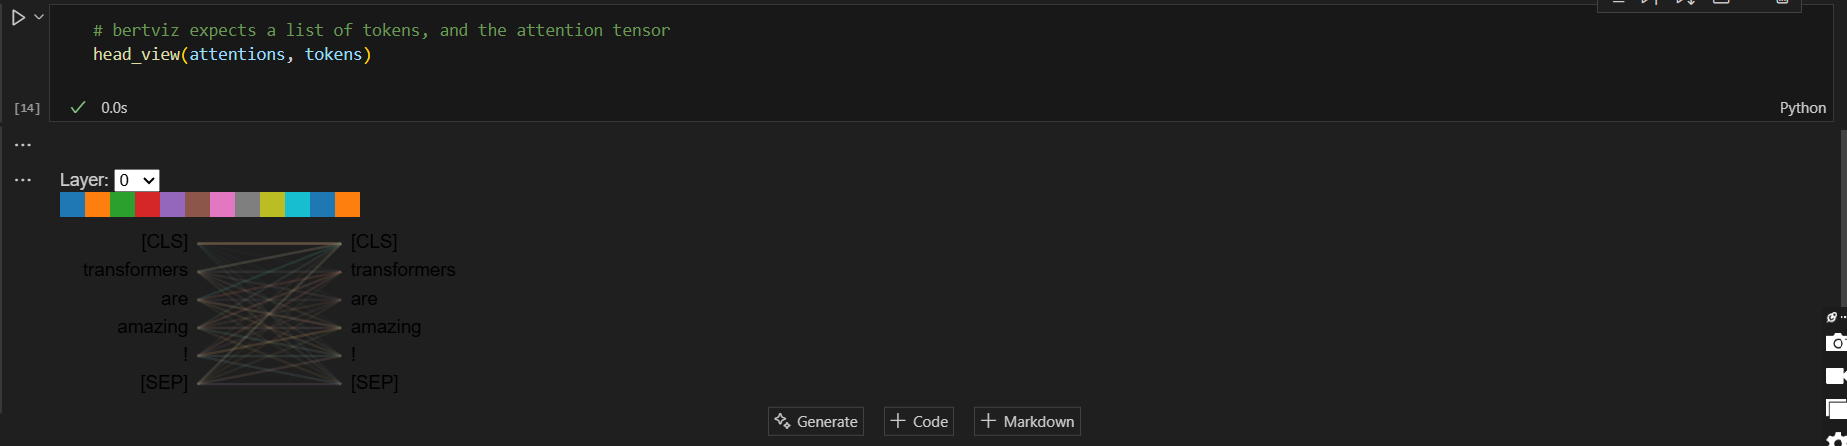 # bertviz expects a list of tokens, and the attention tensor
head_view(attentions, tokens)
[14] 0.0s Python
Layer: 0
[CLS] [CLS]
transformers transformers
are are
amazing amazing
! !
[SEP] [SEP]
Generate Code Markdown